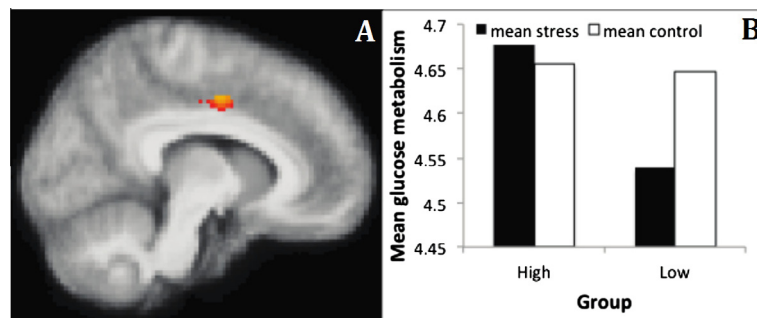 A
B
mean stress mean control
Mean glucose metabolism
4.7
4.65
4.6
4.55
4.5
4.45
High Low
Group